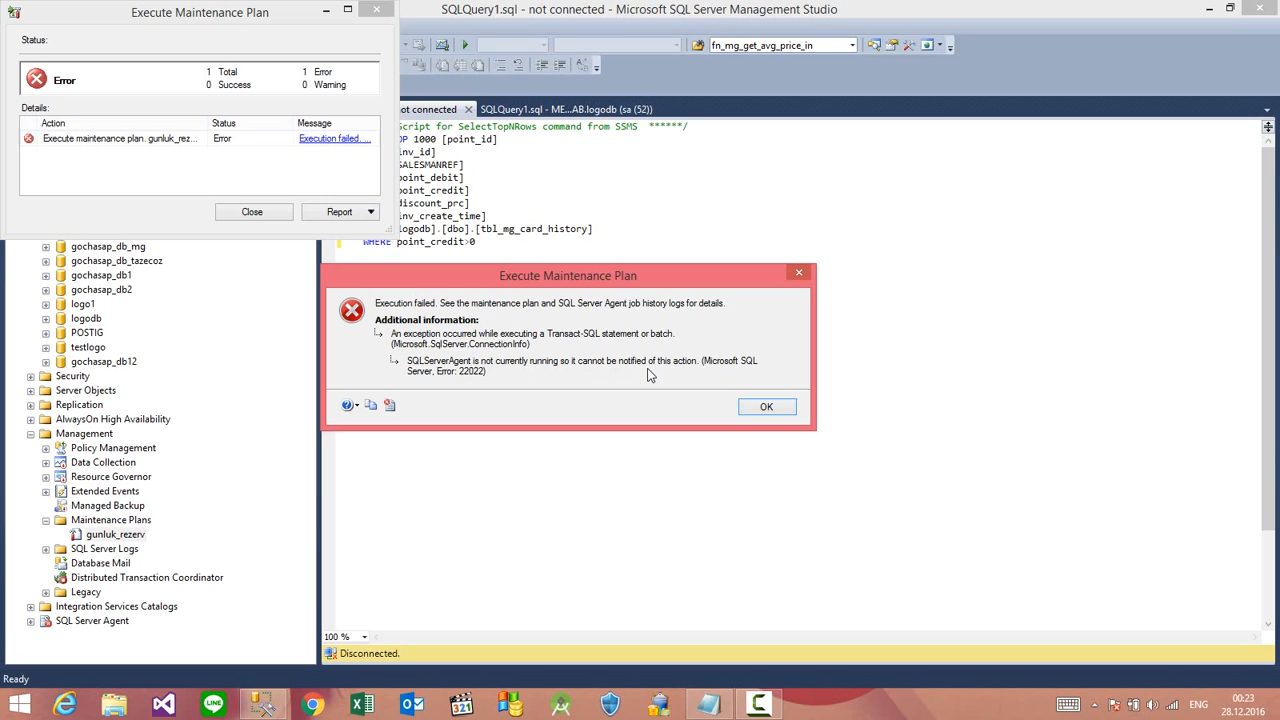 Execute Maintenance Plan
SQLQuery1.sql - not connected - Microsoft SQL Server Management Studio
Status:
Error
1 Total
1 Error
0 Success
0 Warning
Details:
Action
Status
Message
Execute maintenance plan. gunluk_rez...
Error
Execution failed. ...
Close
Report
fn_mg_get_avg_price_in
not connected
SQLQuery1.sql - ME...AB.logodb (sa (52))
Script for SelectTopNRows command from SSMS ******/
OP 1000 [point_id]
inv_id]
SALESMANREF]
point_debit]
point_credit]
discount_prc]
inv_create_time]
logodb].[dbo].[tbl_mg_card_history]
WHERE point_credit>0
gochasap_db_mg
gochasap_db_tazecoz
gochasap_db1
gochasap_db2
logo1
logodb
POSTIG
testlogo
gochasap_db12
Security
Server Objects
Replication
AlwaysOn High Availability
Management
Policy Management
Data Collection
Resource Governor
Extended Events
Managed Backup
Maintenance Plans
gunluk_rezerv
SQL Server Logs
Database Mail
Distributed Transaction Coordinator
Legacy
Integration Services Catalogs
SQL Server Agent
Execute Maintenance Plan
Execution failed. See the maintenance plan and SQL Server Agent job history logs for details.
Additional information:
An exception occurred while executing a Transact-SQL statement or batch.
(Microsoft.SqlServer.ConnectionInfo)
SQLServerAgent is not currently running so it cannot be notified of this action. (Microsoft SQL
Server, Error: 22022)
OK
100 %
Disconnected.
Ready
LINE
321
ENG
00:23
28.12.2016